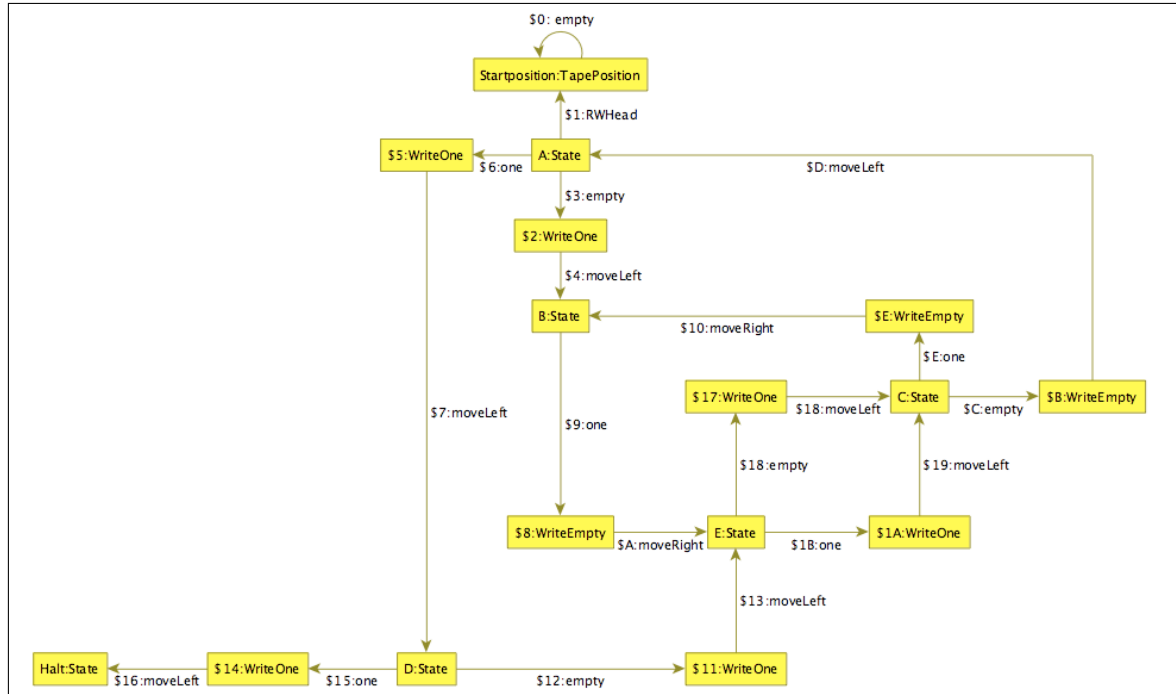 $0: empty
Startposition:TapePosition
$1:RWHead
$5:WriteOne
$6:one
A:State
$D:moveLeft
$3:empty
$2:WriteOne
$4:moveLeft
B:State
$10:moveRight
$E:WriteEmpty
$E:one
$7:moveLeft
$17:WriteOne
$18:moveLeft
C:State
$C:empty
$B:WriteEmpty
$9:one
$18:empty
$19:moveLeft
$8:WriteEmpty
$A:moveRight
E:State
$1B:one
$1A:WriteOne
$13:moveLeft
Halt:State
$16:moveLeft
$14:WriteOne
$15:one
D:State
$12:empty
$11:WriteOne